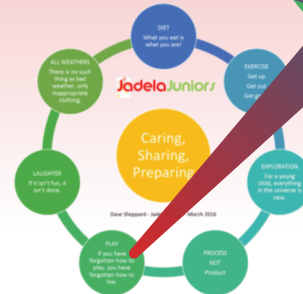 DIET
What you eat is
what you are!
ALL WEATHERS
There is no such
thing as bad
weather, only
inappropriate
clothing.
JadelaJuniors
EXERCISE
Get up
Get out
Caring,
Sharing,
Preparing
EXPLORATION
For a young
child, everything
in the universe is
new.
LAUGHTER
If it isn't fun, it
isn't done.
Dave Sheppard - March 2016
PLAY
If you have
forgotten how to
play, you have
forgotten how to
live.
PROCESS
NOT
Product